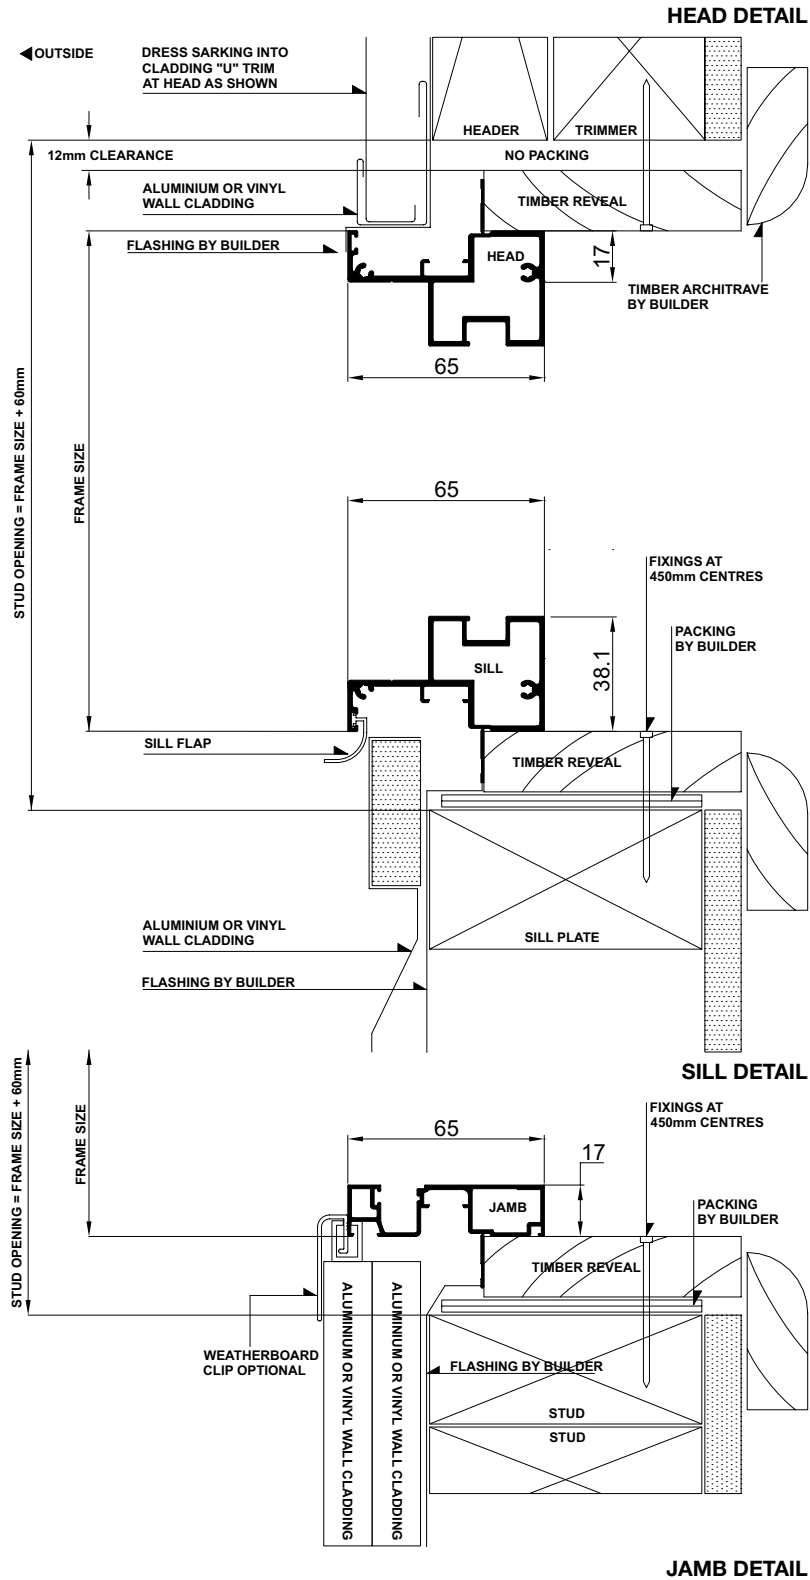 HEAD DETAIL
OUTSIDE
DRESS SARKING INTO
CLADDING "U" TRIM
AT HEAD AS SHOWN
HEADER
TRIMMER
12mm CLEARANCE
NO PACKING
ALUMINIUM OR VINYL
WALL CLADDING
TIMBER REVEAL
FLASHING BY BUILDER
HEAD
17
TIMBER ARCHITRAVE
BY BUILDER
65
STUD OPENING = FRAME SIZE + 60mm
FRAME SIZE
65
FIXINGS AT
450mm CENTRES
PACKING
BY BUILDER
SILL
38.1
SILL FLAP
TIMBER REVEAL
ALUMINIUM OR VINYL
WALL CLADDING
SILL PLATE
FLASHING BY BUILDER
SILL DETAIL
STUD OPENING = FRAME SIZE + 60mm
FRAME SIZE
65
17
FIXINGS AT
450mm CENTRES
JAMB
PACKING
BY BUILDER
TIMBER REVEAL
WEATHERBOARD
CLIP OPTIONAL
ALUMINIUM OR VINYL WALL CLADDING
ALUMINIUM OR VINYL WALL CLADDING
FLASHING BY BUILDER
STUD
STUD
JAMB DETAIL